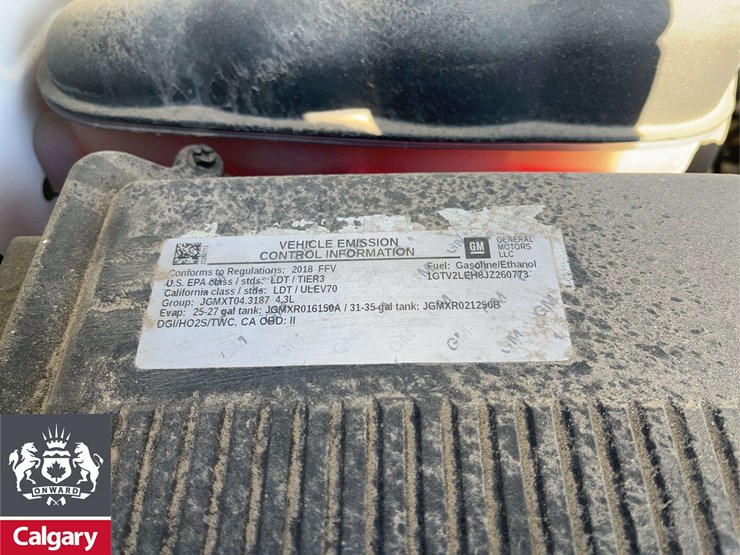 VEHICLE EMISSION
CONTROL INFORMATION
GM
GENERAL
MOTORS
LLC
Conforms to Regulations: 2018 FFV
Fuel: Gasoline/Ethanol
U.S. EPA class / stds: LDT / TIER3
1GTV2LEH8JZ260773
California class / stds: LDT / ULEV70
Group: JGMXT04.3187 4.3L
Evap: 25-27 gal tank: JGMXR016150A / 31-35 gal tank: JGMXR021250B
DGI/HO2S/TWC, CA OBD: II
ONWARD
Calgary